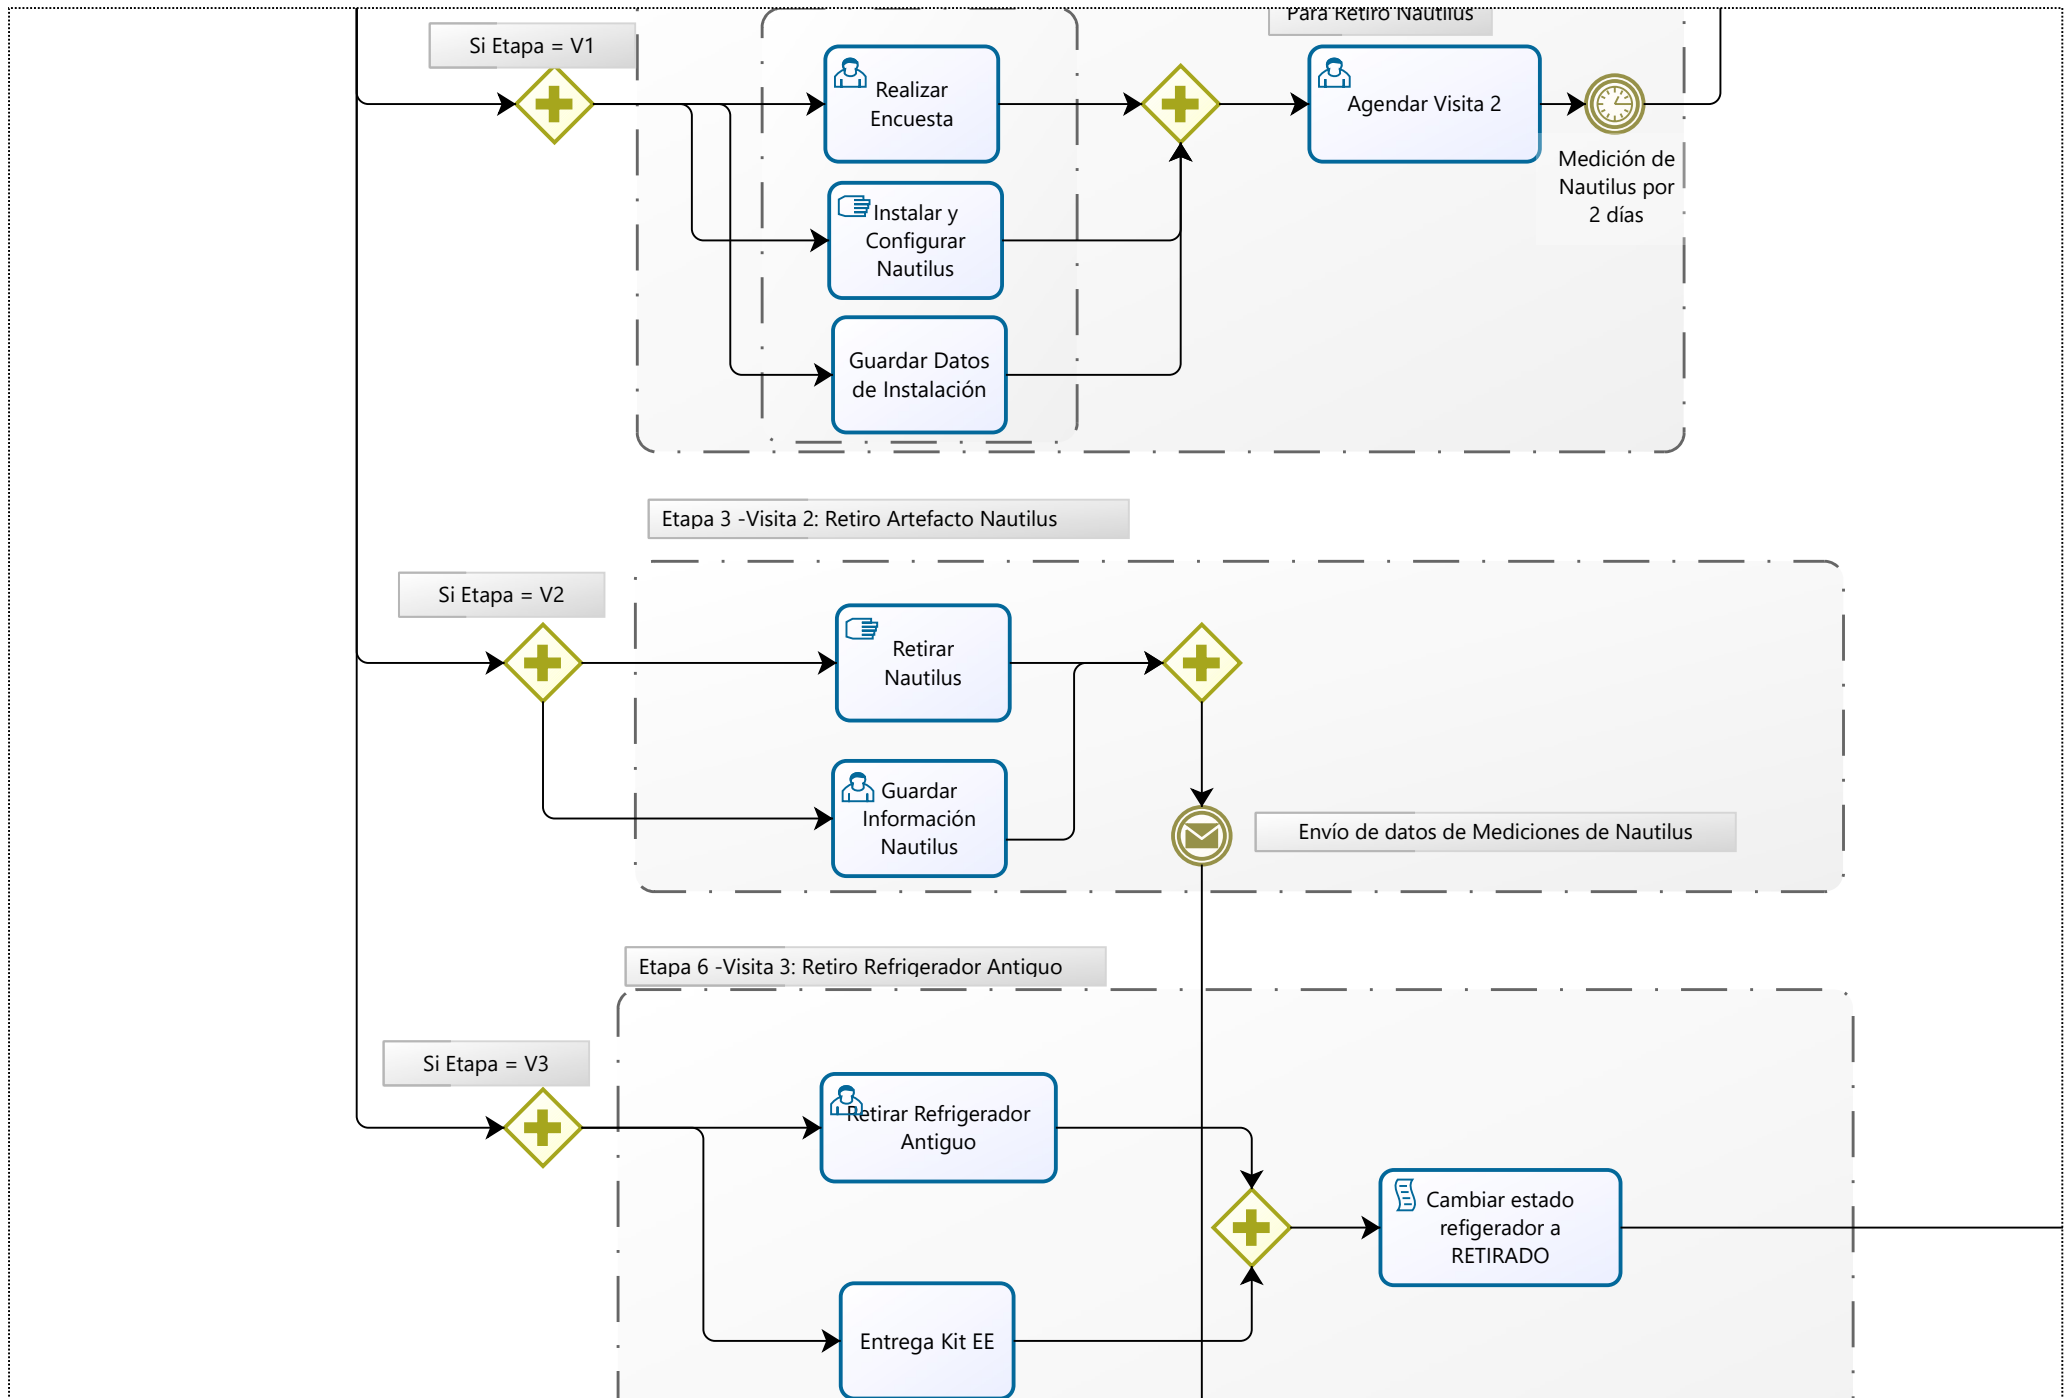 Para Retiro Nautilus
Si Etapa = V1
Realizar
Encuesta
Agendar Visita 2
Medición de
Nautilus por
2 días
Instalar y
Configurar
Nautilus
Guardar Datos
de Instalación
Etapa 3 -Visita 2: Retiro Artefacto Nautilus
Si Etapa = V2
Retirar
Nautilus
Guardar
Información
Nautilus
Envío de datos de Mediciones de Nautilus
Etapa 6 -Visita 3: Retiro Refrigerador Antiguo
Si Etapa = V3
Retirar Refrigerador
Antiguo
Cambiar estado
refigerador a
RETIRADO
Entrega Kit EE